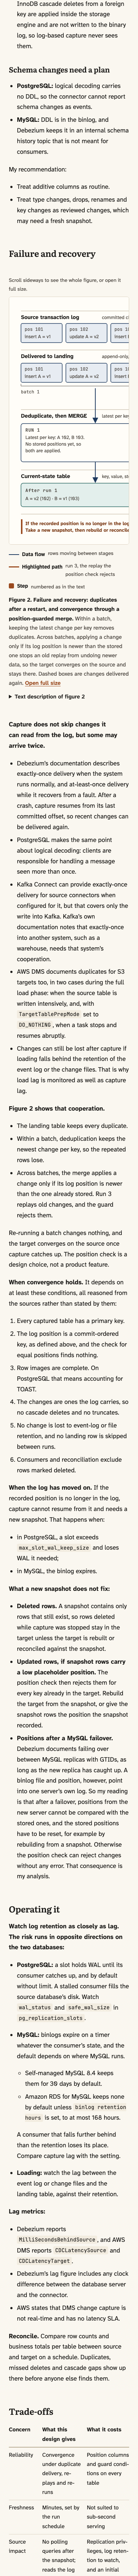 InnoDB cascade deletes from a foreign
key are applied inside the storage
engine and are not written to the binary
log, so log-based capture never sees
them.
Schema changes need a plan
PostgreSQL: logical decoding carries
no DDL, so the connector cannot report
schema changes as events.
MySQL: DDL is in the binlog, and
Debezium keeps it in an internal schema
history topic that is not meant for
consumers.
My recommendation:
Treat additive columns as routine.
Treat type changes, drops, renames and
key changes as reviewed changes, which
may need a fresh snapshot.
Failure and recovery
Scroll sideways to see the whole figure, or open it
full size.
Source transaction log
committed c
pos 101
Insert A = v1
pos 102
update A = v2
pos 1
Insert B
Delivered to landing
append-only,
pos 101
Insert A = v1
pos 102
update A = v2
pos 1
Insert
batch 1
Deduplicate, then MERGE
latest per key
RUN 1
Latest per key: A 102, B 103.
No stored positions yet, so
both are applied.
Current-state table
key, value, st
After run 1
A = v2 (102) · B = v1 (103)
If the recorded position is no longer in the log
Take a new snapshot, then rebuild or reconcile
Data flow rows moving between stages
Highlighted path run 3, the replay the
position check rejects
Step numbered as in the text
Figure 2. Failure and recovery: duplicates
after a restart, and convergence through a
position-guarded merge. Within a batch,
keeping the latest change per key removes
repeats. Across batches, applying a change
only if its log position is newer than the stored
one stops an old replay from undoing newer
data, so the target converges on the source and
stays there. Dashed boxes are changes delivered
again. Open full size
Text description of figure 2
Capture does not skip changes it
can read from the log, but some may
arrive twice.
Debezium's documentation describes
exactly-once delivery when the system
runs normally, and at-least-once delivery
while it recovers from a fault. After a
crash, capture resumes from its last
committed offset, so recent changes can
be delivered again.
PostgreSQL makes the same point
about logical decoding: clients are
responsible for handling a message
seen more than once.
Kafka Connect can provide exactly-once
delivery for source connectors when
configured for it, but that covers only the
write into Kafka. Kafka's own
documentation notes that exactly-once
into another system, such as a
warehouse, needs that system's
cooperation.
AWS DMS documents duplicates for S3
targets too, in two cases during the full
load phase: when the source table is
written intensively, and, with
TargetTablePrepMode set to
DO_NOTHING, when a task stops and
resumes abruptly.
Changes can still be lost after capture if
loading falls behind the retention of the
event log or the change files. That is why
load lag is monitored as well as capture
lag.
Figure 2 shows that cooperation.
The landing table keeps every duplicate.
Within a batch, deduplication keeps the
newest change per key, so the repeated
rows lose.
Across batches, the merge applies a
change only if its log position is newer
than the one already stored. Run 3
replays old changes, and the guard
rejects them.
Re-running a batch changes nothing, and
the target converges on the source once
capture catches up. The position check is a
design choice, not a product feature.
When convergence holds. It depends on
at least these conditions, all reasoned from
the sources rather than stated by them:
1. Every captured table has a primary key.
2. The log position is a commit-ordered
key, as defined above, and the check for
equal positions finds nothing.
3. Row images are complete. On
PostgreSQL that means accounting for
TOAST.
4. The changes are ones the log carries, so
no cascade deletes and no truncates.
5. No change is lost to event-log or file
retention, and no landing row is skipped
between runs.
6. Consumers and reconciliation exclude
rows marked deleted.
When the log has moved on. If the
recorded position is no longer in the log,
capture cannot resume from it and needs a
new snapshot. That happens when:
in PostgreSQL, a slot exceeds
max_slot_wal_keep_size and loses
WAL it needed;
in MySQL, the binlog expires.
What a new snapshot does not fix:
Deleted rows. A snapshot contains only
rows that still exist, so rows deleted
while capture was stopped stay in the
target unless the target is rebuilt or
reconciled against the snapshot.
Updated rows, if snapshot rows carry
a low placeholder position. The
position check then rejects them for
every key already in the target. Rebuild
the target from the snapshot, or give the
snapshot rows the position the snapshot
recorded.
Positions after a MySQL failover.
Debezium documents failing over
between MySQL replicas with GTIDs, as
long as the new replica has caught up. A
binlog file and position, however, point
into one server's own log. So my reading
is that after a failover, positions from
the new server cannot be compared with
the stored ones, and the stored positions
have to be reset, for example by
rebuilding from a snapshot. Otherwise
the position check can reject changes
without any error. That consequence is
my analysis.
Operating it
Watch log retention as closely as lag.
The risk runs in opposite directions on
the two databases:
PostgreSQL: a slot holds WAL until its
consumer catches up, and by default
without limit. A stalled consumer fills the
source database's disk. Watch
wal_status and safe_wal_size in
pg_replication_slots.
MySQL: binlogs expire on a timer
whatever the consumer's state, and the
default depends on where MySQL runs.
Self-managed MySQL 8.4 keeps
them for 30 days by default.
Amazon RDS for MySQL keeps none
by default unless binlog retention
hours is set, to at most 168 hours.
A consumer that falls further behind
than the retention loses its place.
Compare capture lag with the setting.
Loading: watch the lag between the
event log or change files and the
landing table, against their retention.
Lag metrics:
Debezium reports
MilliSecondsBehindSource, and AWS
DMS reports CDCLatencySource and
CDCLatencyTarget.
Debezium's lag figure includes any clock
difference between the database server
and the connector.
AWS states that DMS change capture is
not real-time and has no latency SLA.
Reconcile. Compare row counts and
business totals per table between source
and target on a schedule. Duplicates,
missed deletes and cascade gaps show up
there before anyone else finds them.
Trade-offs
Concern What this design gives What it costs
Reliability Convergence under duplicate delivery, re-plays and re-runs Position columns and guard condi-tions on every table
Freshness Minutes, set by the run schedule Not suited to sub-second serving
Source impact No polling queries after the snapshot; reads the log Replication priv-ileges, log reten-tion to watch, and an initial